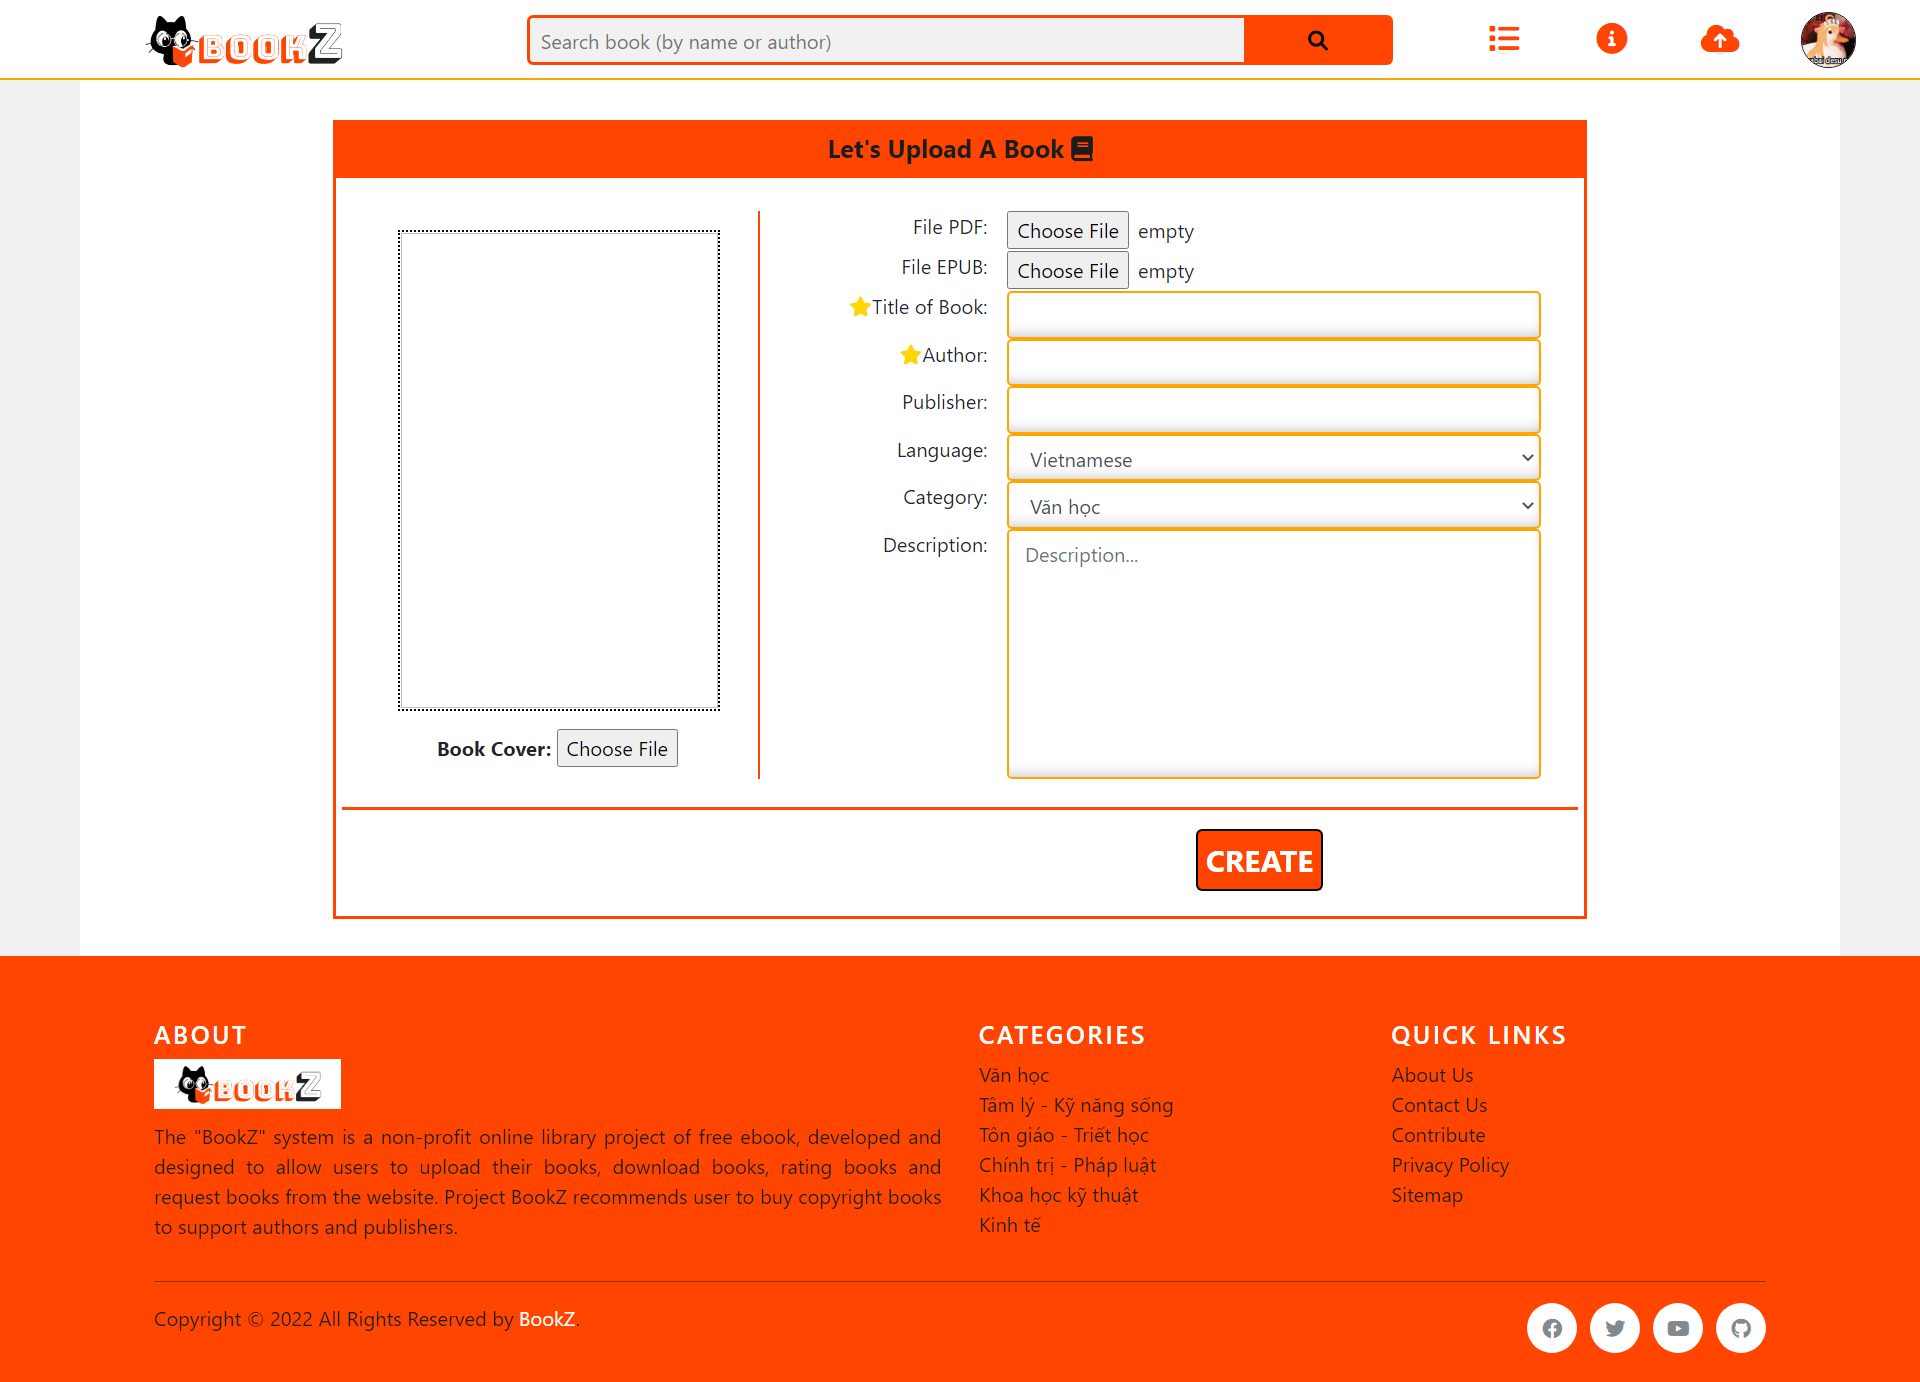 BOOKZ
Search book (by name or author)
Let's Upload A Book
File PDF: Choose File empty
File EPUB: Choose File empty
Title of Book:
Author:
Publisher:
Language: Vietnamese
Category: Văn học
Description: Description...
Book Cover: Choose File
CREATE
ABOUT
BOOKZ
The "BookZ" system is a non-profit online library project of free ebook, developed and
designed to allow users to upload their books, download books, rating books and
request books from the website. Project BookZ recommends user to buy copyright books
to support authors and publishers.
CATEGORIES
Văn học
Tâm lý - Kỹ năng sống
Tôn giáo - Triết học
Chính trị - Pháp luật
Khoa học kỹ thuật
Kinh tế
QUICK LINKS
About Us
Contact Us
Contribute
Privacy Policy
Sitemap
Copyright © 2022 All Rights Reserved by BookZ.